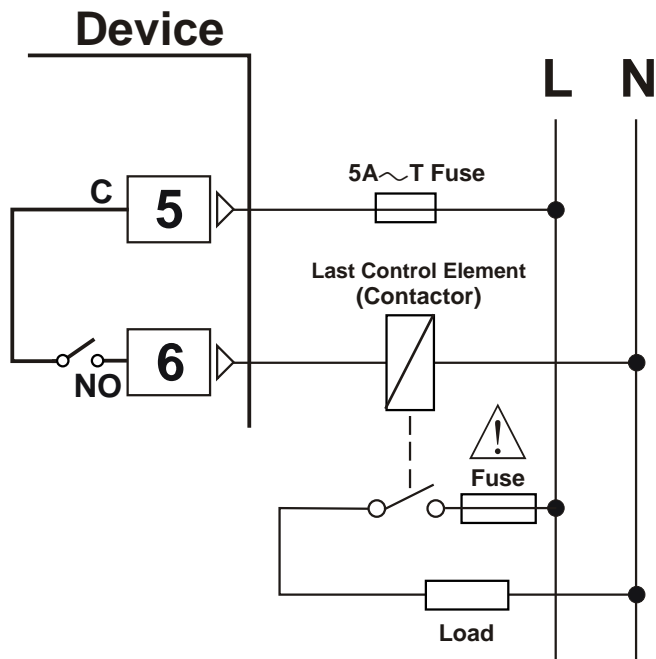 Device
L N
C
5
5A~T Fuse
Last Control Element
(Contactor)
NO
6
!
Fuse
Load